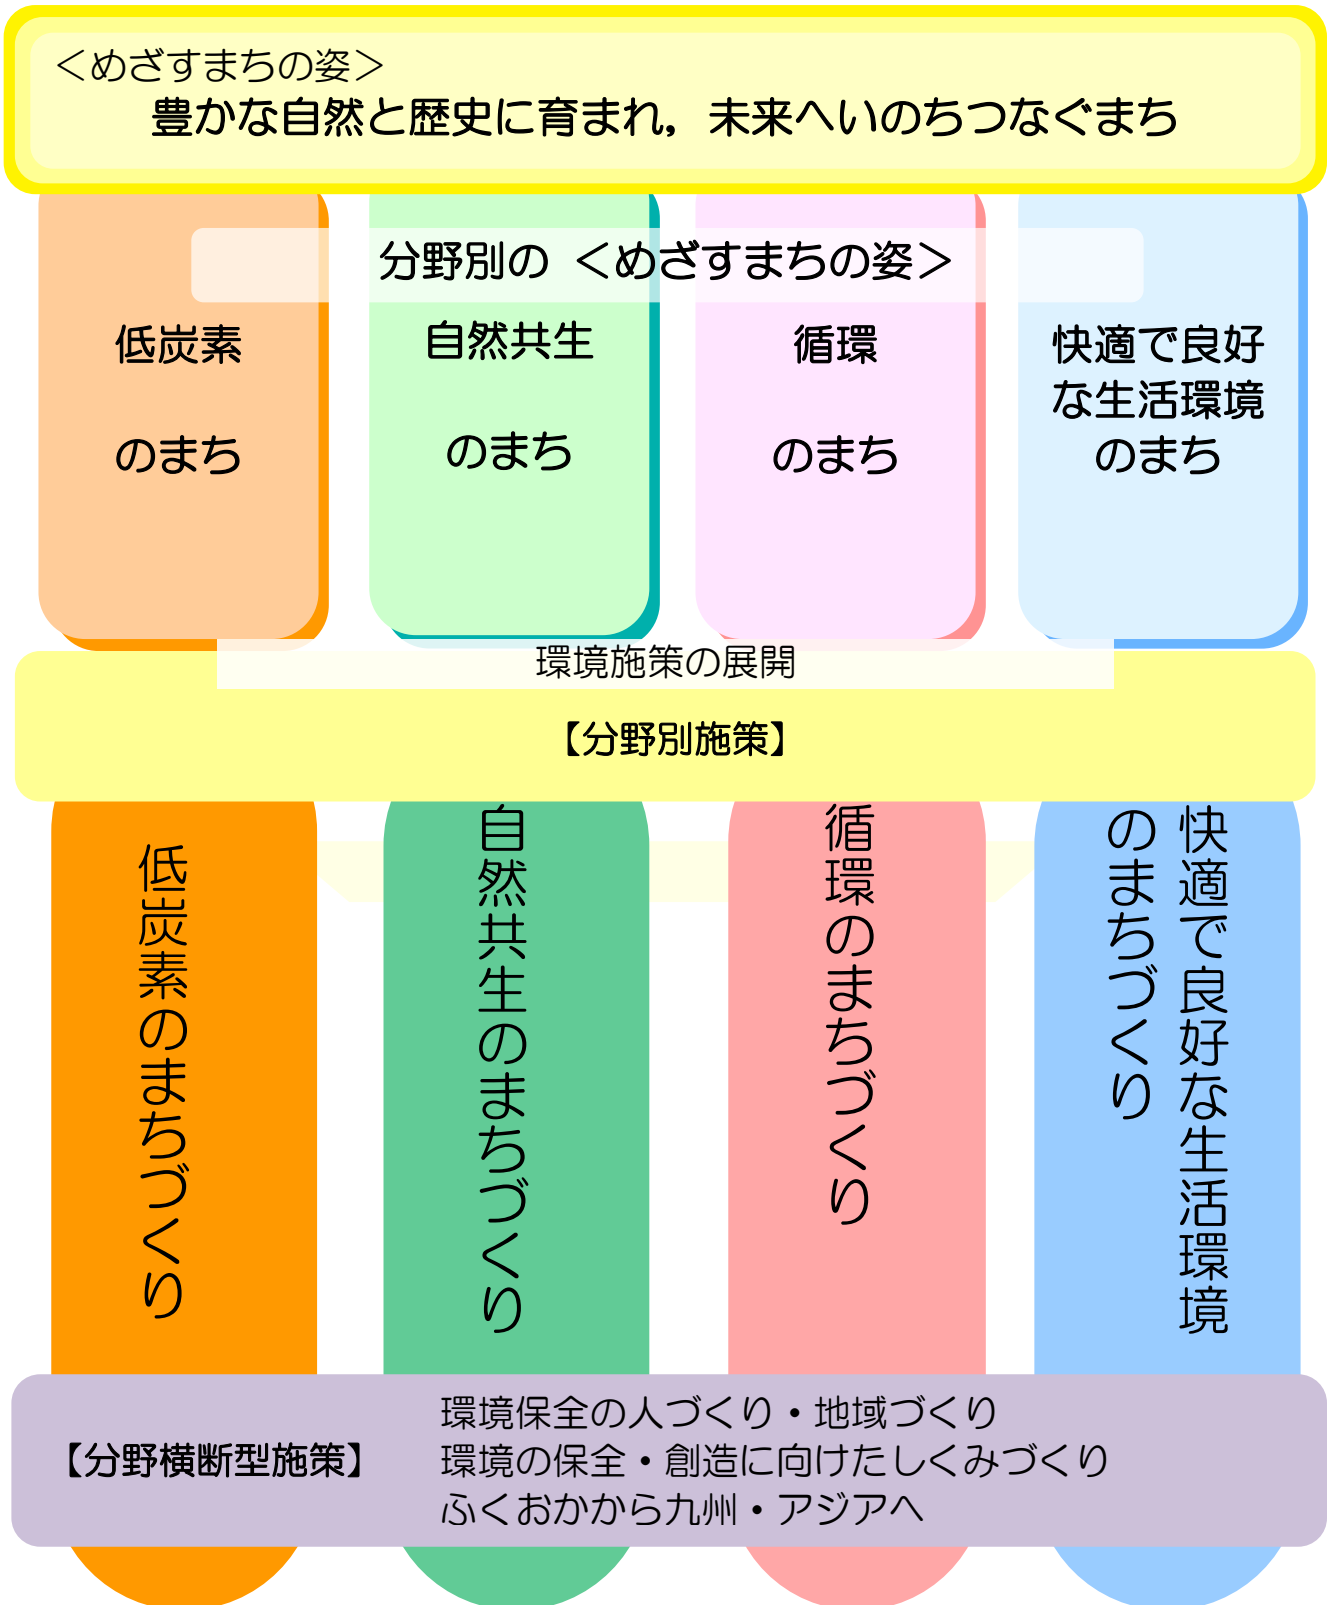 ＜めざすまちの姿＞
豊かな自然と歴史に育まれ，未来へいのちつなぐまち
分野別の ＜めざすまちの姿＞
低炭素
のまち
自然共生
のまち
循環
のまち
快適で良好
な生活環境
のまち
環境施策の展開
【分野別施策】
低炭素のまちづくり
自然共生のまちづくり
循環のまちづくり
快適で良好な生活環境
のまちづくり
【分野横断型施策】
環境保全の人づくり・地域づくり
環境の保全・創造に向けたしくみづくり
ふくおかから九州・アジアへ